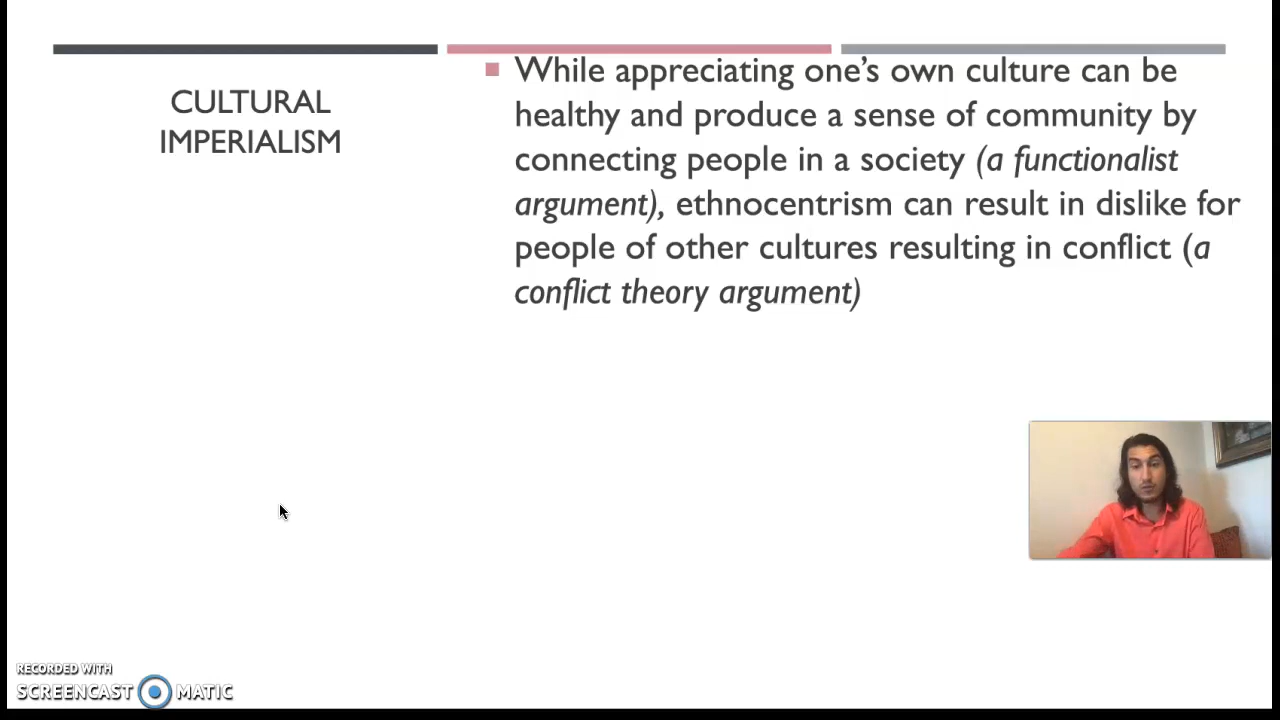 CULTURAL
IMPERIALISM
While appreciating one's own culture can be
healthy and produce a sense of community by
connecting people in a society (a functionalist
argument), ethnocentrism can result in dislike for
people of other cultures resulting in conflict (a
conflict theory argument)
RECORDED WITH
SCREENCAST MATIC